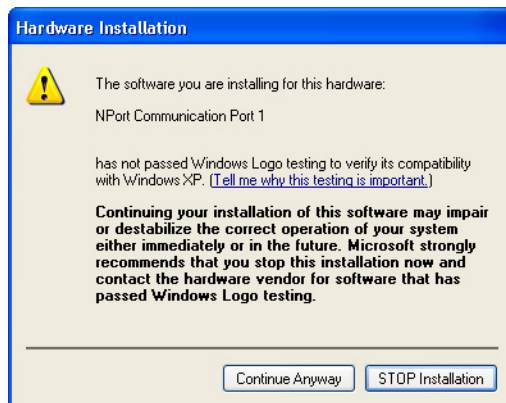 Hardware Installation
The software you are installing for this hardware:
NPort Communication Port 1
has not passed Windows Logo testing to verify its compatibility
with Windows XP. (Tell me why this testing is important.)
Continuing your installation of this software may impair
or destabilize the correct operation of your system
either immediately or in the future. Microsoft strongly
recommends that you stop this installation now and
contact the hardware vendor for software that has
passed Windows Logo testing.
Continue Anyway
STOP Installation